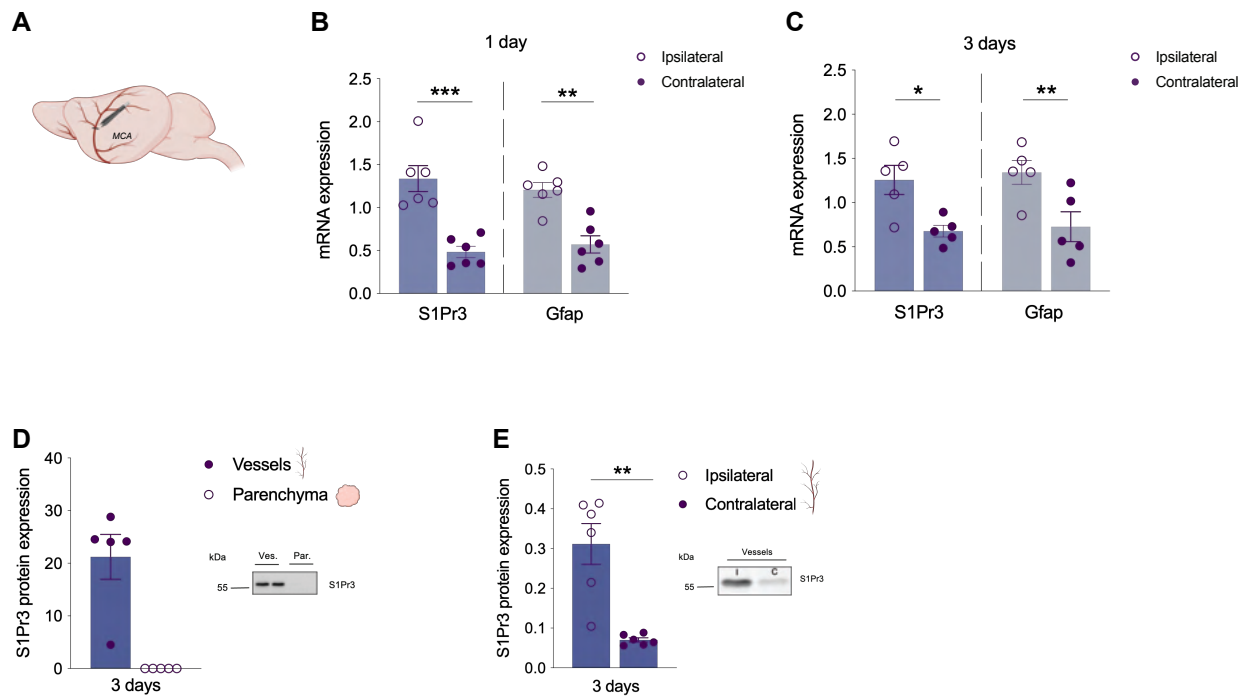 A
MCA
B
1 day
Ipsilateral
Contralateral
mRNA expression
2.5
2.0
1.5
1.0
0.5
0.0
***
**
S1Pr3
Gfap
C
3 days
Ipsilateral
Contralateral
mRNA expression
2.5
2.0
1.5
1.0
0.5
0.0
*
**
S1Pr3
Gfap
D
S1Pr3 protein expression
40
30
20
10
0
3 days
Vessels
Parenchyma
kDa
Ves.
Par.
55
S1Pr3
E
S1Pr3 protein expression
0.5
0.4
0.3
0.2
0.1
0.0
**
3 days
Ipsilateral
Contralateral
kDa
Vessels
I
C
55
S1Pr3